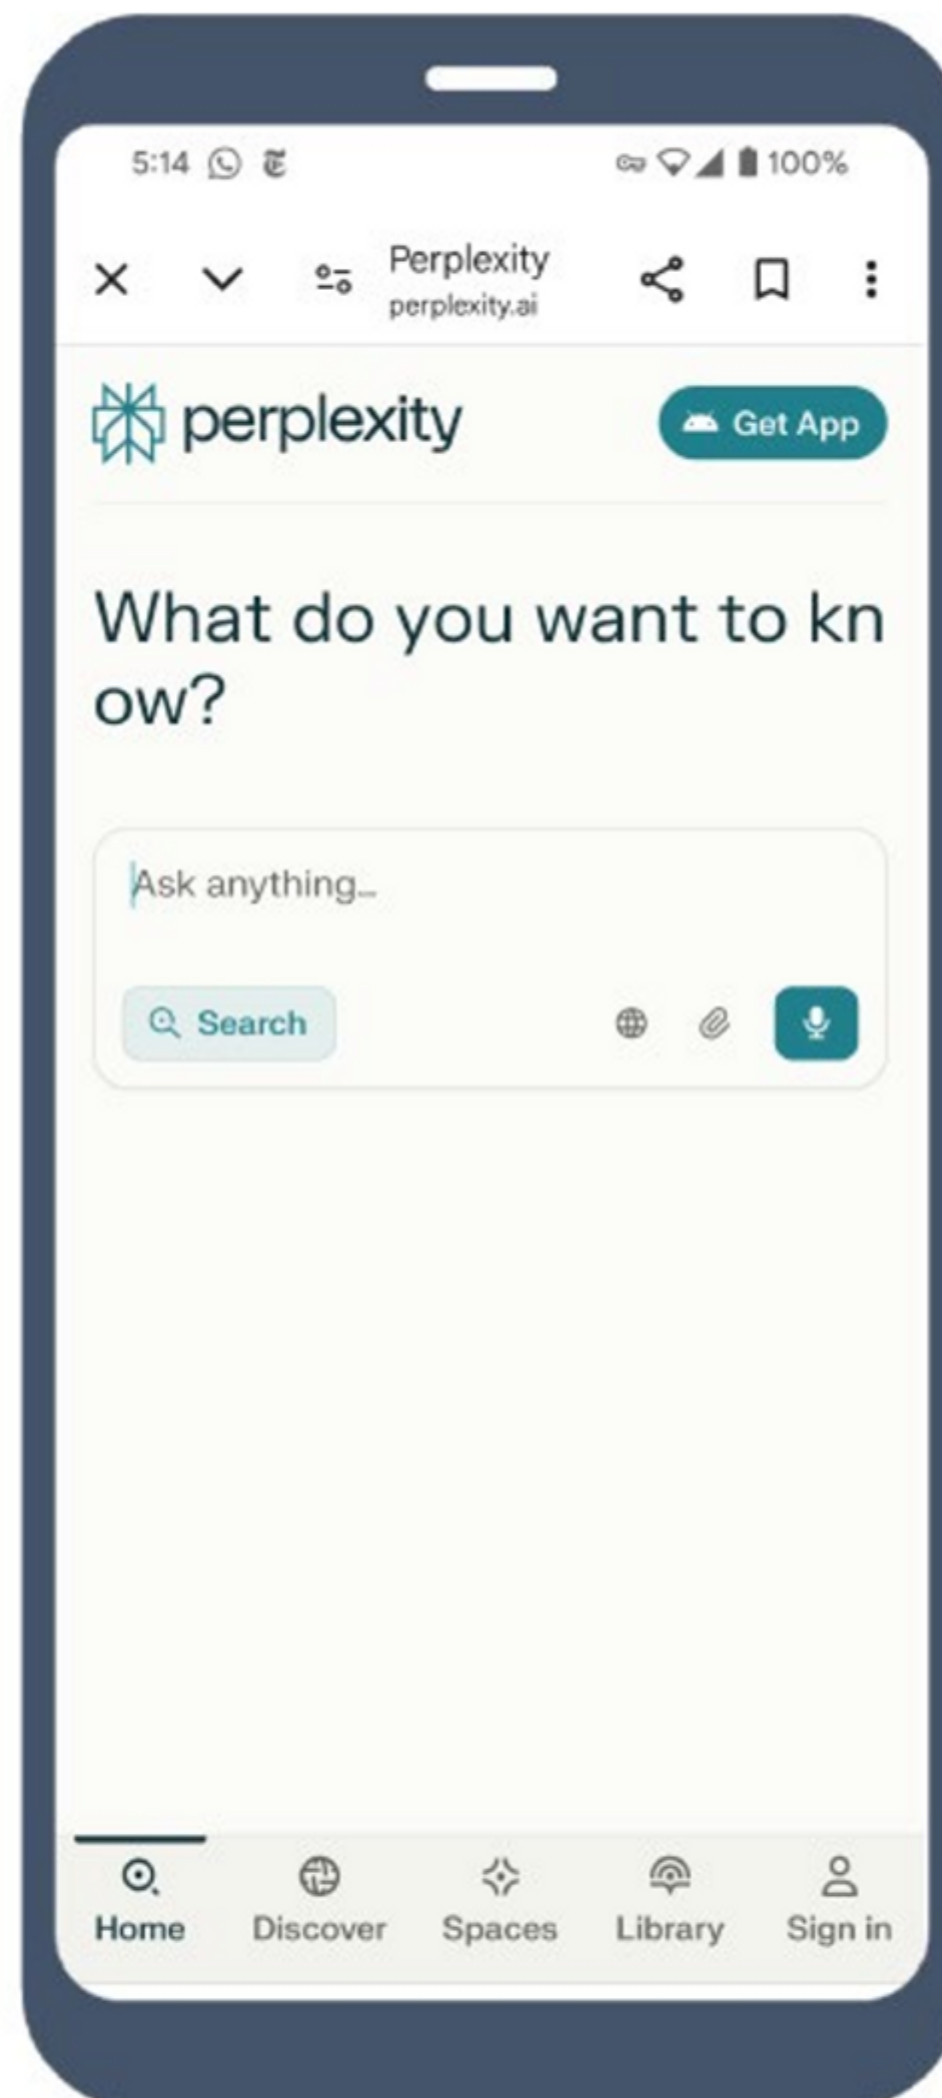 5:14 100%
Perplexity
perplexity.ai
perplexity Get App
What do you want to kn
ow?
Ask anything...
Search
Home Discover Spaces Library Sign in